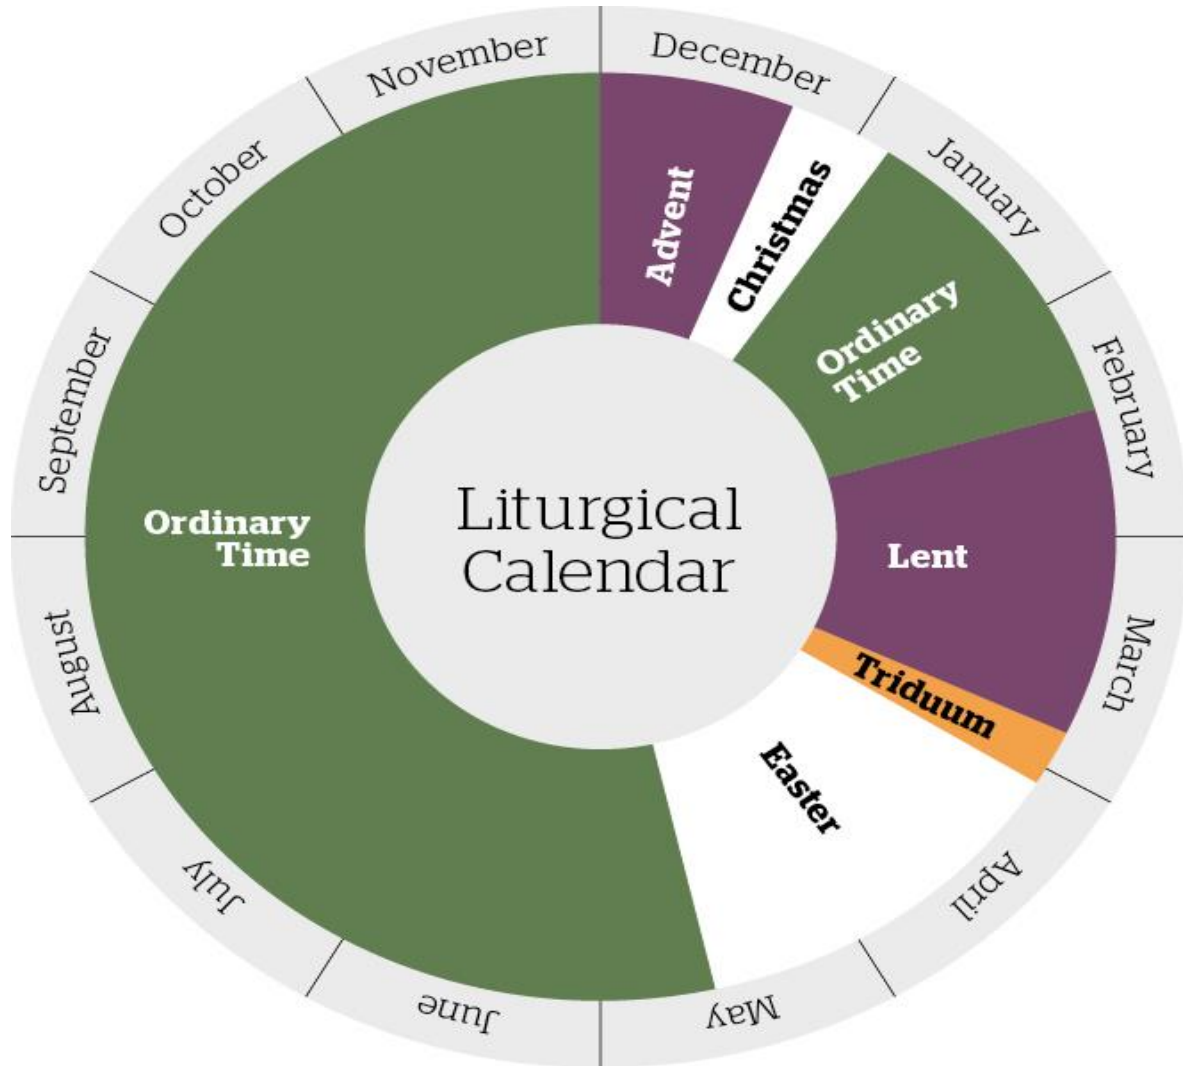 December
January
February
March
April
May
June
July
August
September
October
November
Advent
Christmas
Ordinary
Time
Lent
Triduum
Easter
Ordinary
Time
Liturgical
Calendar